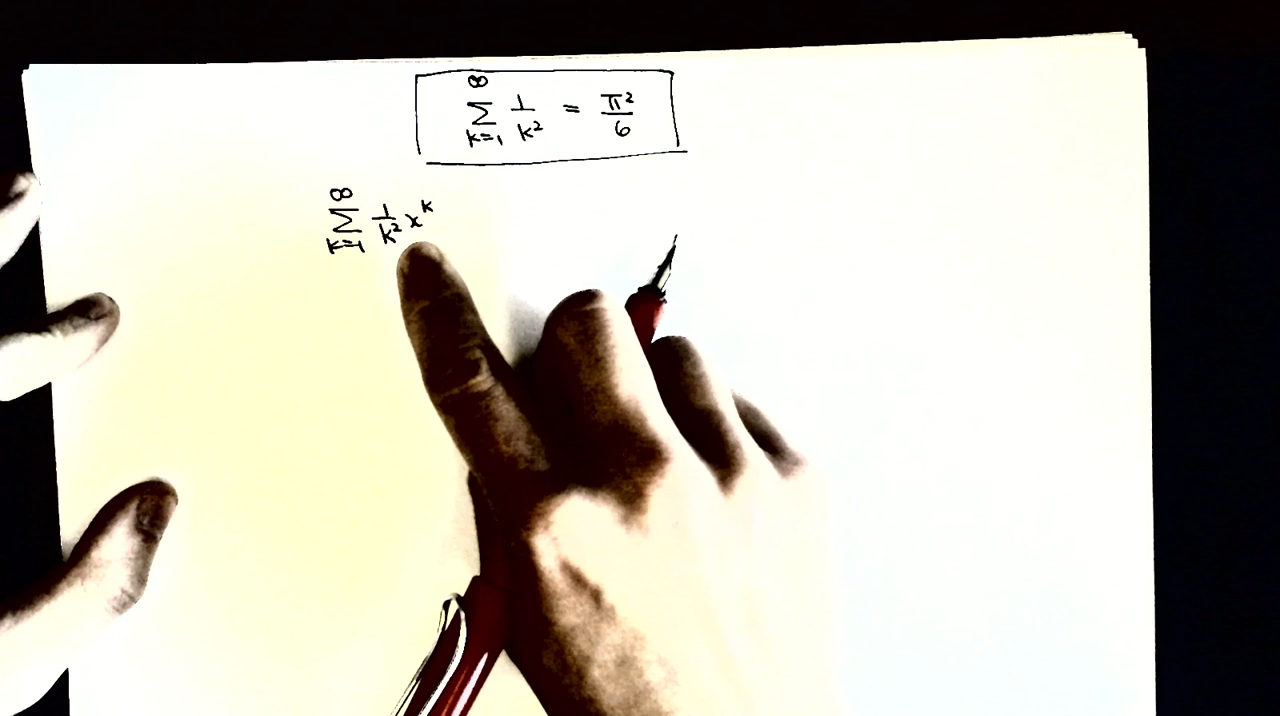 ∞∑k=1 1/k² = π²/6
∞∑k=1 1/k² x^k